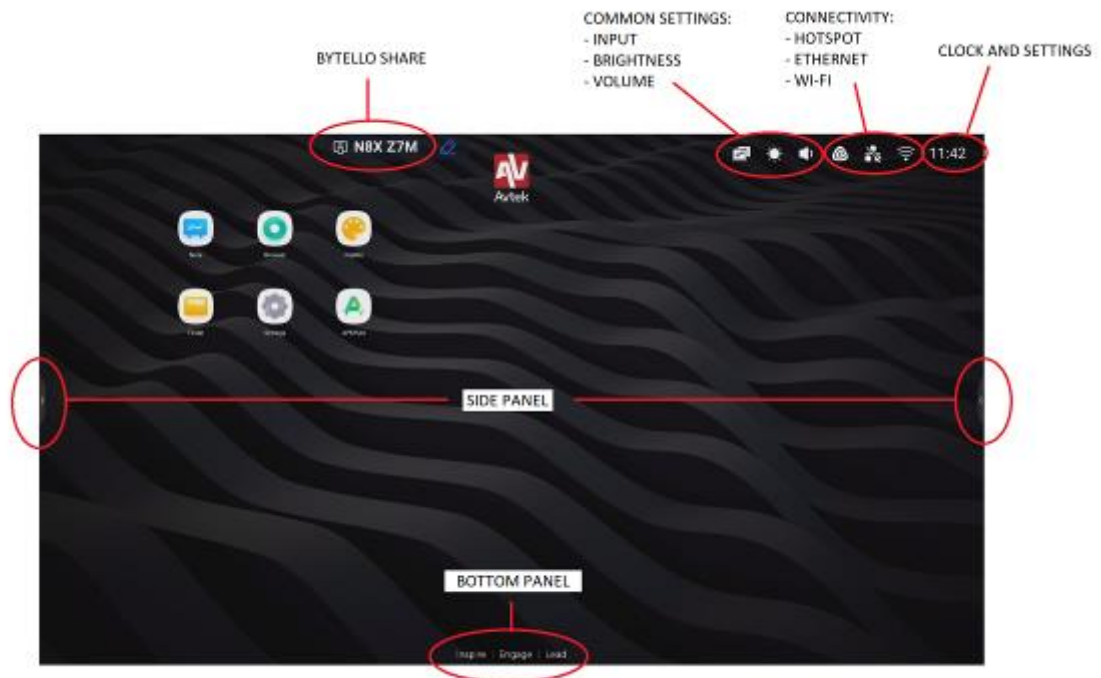 COMMON SETTINGS:
- INPUT
- BRIGHTNESS
- VOLUME
CONNECTIVITY:
- HOTSPOT
- ETHERNET
- WI-FI
CLOCK AND SETTINGS
BYTELLO SHARE
N8X Z7M
11:42
Avtek
SIDE PANEL
BOTTOM PANEL
Inspire | Engage | Lead